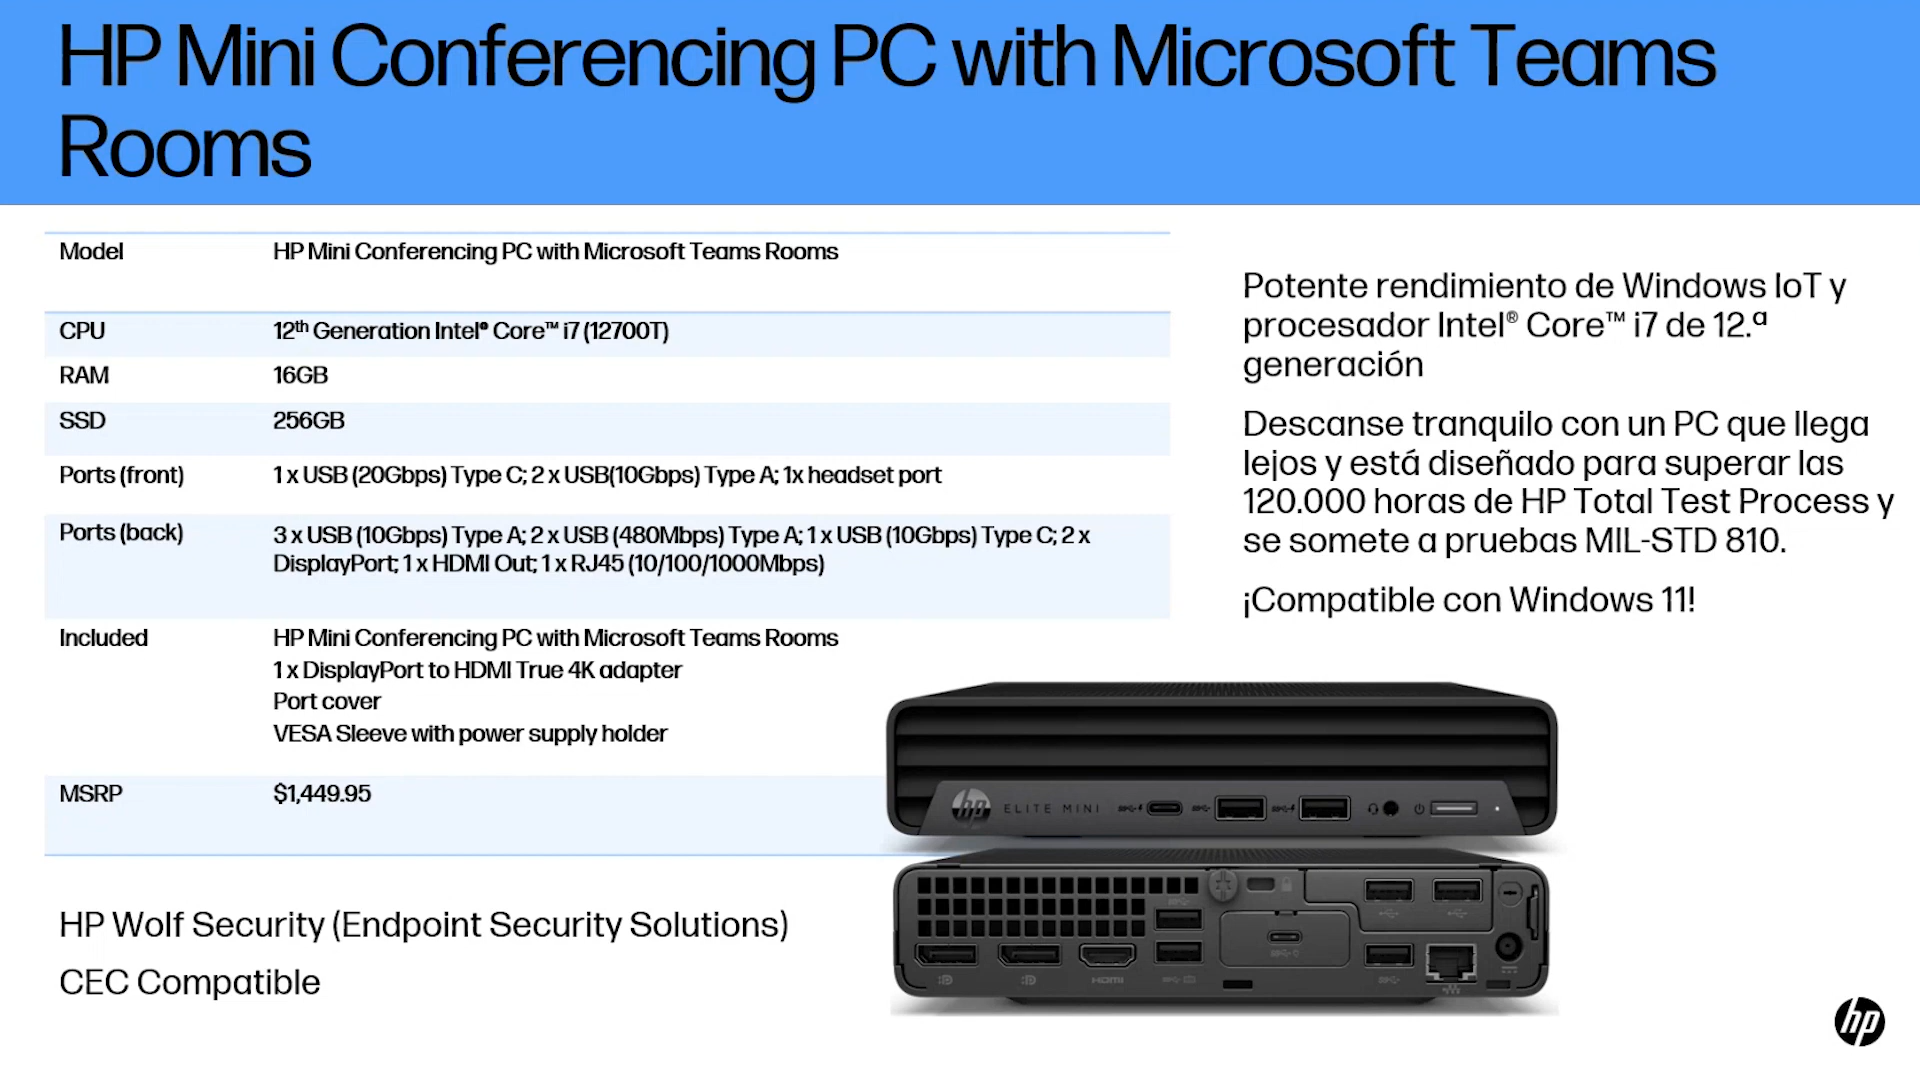 HP Mini Conferencing PC with Microsoft Teams
Rooms
Model HP Mini Conferencing PC with Microsoft Teams Rooms
CPU 12th Generation Intel® Core™ i7 (12700T)
RAM 16GB
SSD 256GB
Ports (front) 1 x USB (20Gbps) Type C; 2 x USB(10Gbps) Type A; 1x headset port
Ports (back) 3 x USB (10Gbps) Type A; 2 x USB (480Mbps) Type A; 1 x USB (10Gbps) Type C; 2 x
DisplayPort; 1 x HDMI Out; 1 x RJ45 (10/100/1000Mbps)
Included HP Mini Conferencing PC with Microsoft Teams Rooms
1 x DisplayPort to HDMI True 4K adapter
Port cover
VESA Sleeve with power supply holder
MSRP $1,449.95
HP Wolf Security (Endpoint Security Solutions)
CEC Compatible
Potente rendimiento de Windows IoT y
procesador Intel® Core™ i7 de 12.ª
generación
Descanse tranquilo con un PC que llega
lejos y está diseñado para superar las
120.000 horas de HP Total Test Process y
se somete a pruebas MIL-STD 810.
¡Compatible con Windows 11!
hp ELITE MINI
HDMI
hp